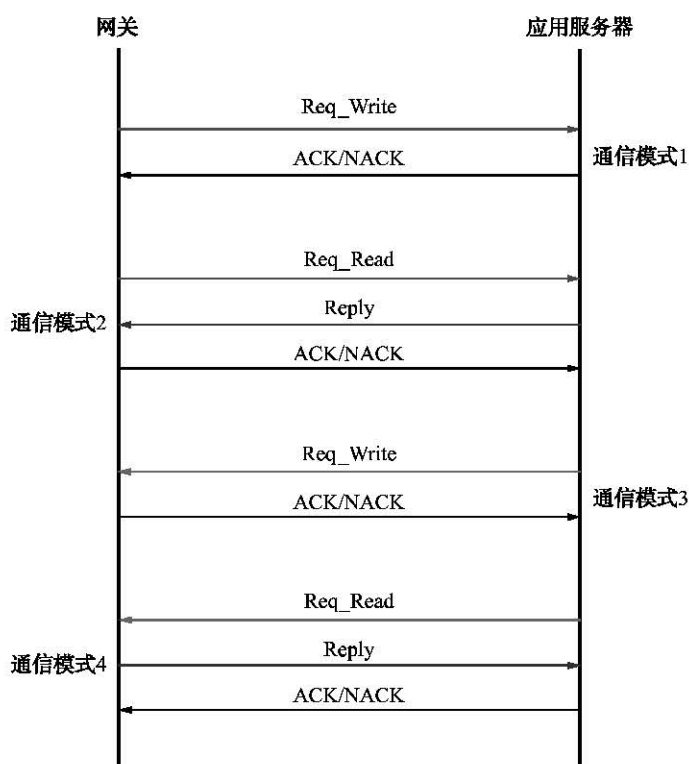 网关
应用服务器
Req_Write
ACK/NACK
通信模式1
Req_Read
Reply
通信模式2
ACK/NACK
Req_Write
ACK/NACK
通信模式3
Req_Read
Reply
通信模式4
ACK/NACK